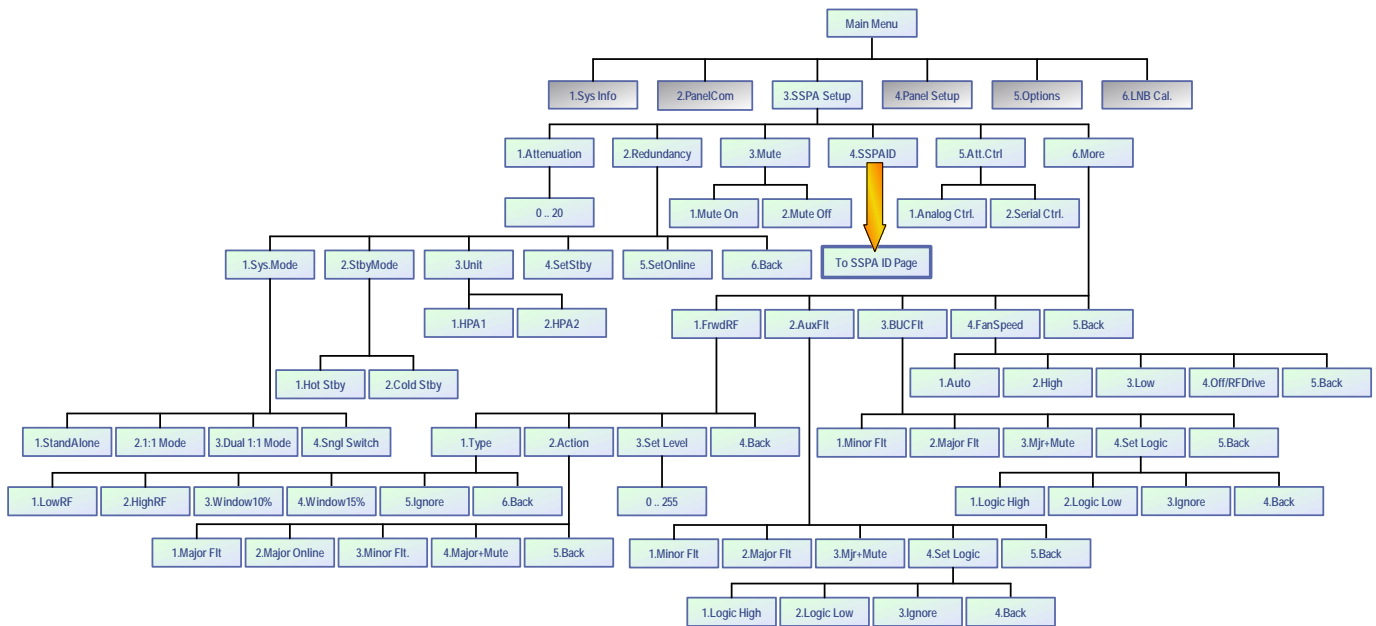 Main Menu
1.Sys Info
2.PanelCom
3.SSPA Setup
4.Panel Setup
5.Options
6.LNB Cal.
1.Attenuation
2.Redundancy
3.Mute
4.SSPAID
5.Att.Ctrl
6.More
0 .. 20
1.Mute On
2.Mute Off
1.Analog Ctrl.
2.Serial Ctrl.
1.Sys.Mode
2.StbyMode
3.Unit
4.SetStby
5.SetOnline
6.Back
To SSPA ID Page
1.HPA1
2.HPA2
1.FrwdRF
2.AuxFlt
3.BUCFlt
4.FanSpeed
5.Back
1.Hot Stby
2.Cold Stby
1.Auto
2.High
3.Low
4.Off/RFDrive
5.Back
1.StandAlone
2.1:1 Mode
3.Dual 1:1 Mode
4.Sngl Switch
1.Type
2.Action
3.Set Level
4.Back
1.Minor Flt
2.Major Flt
3.Mjr+Mute
4.Set Logic
5.Back
1.LowRF
2.HighRF
3.Window10%
4.Window15%
5.Ignore
6.Back
0 .. 255
1.Logic High
2.Logic Low
3.Ignore
4.Back
1.Major Flt
2.Major Online
3.Minor Flt.
4.Major+Mute
5.Back
1.Minor Flt
2.Major Flt
3.Mjr+Mute
4.Set Logic
5.Back
1.Logic High
2.Logic Low
3.Ignore
4.Back